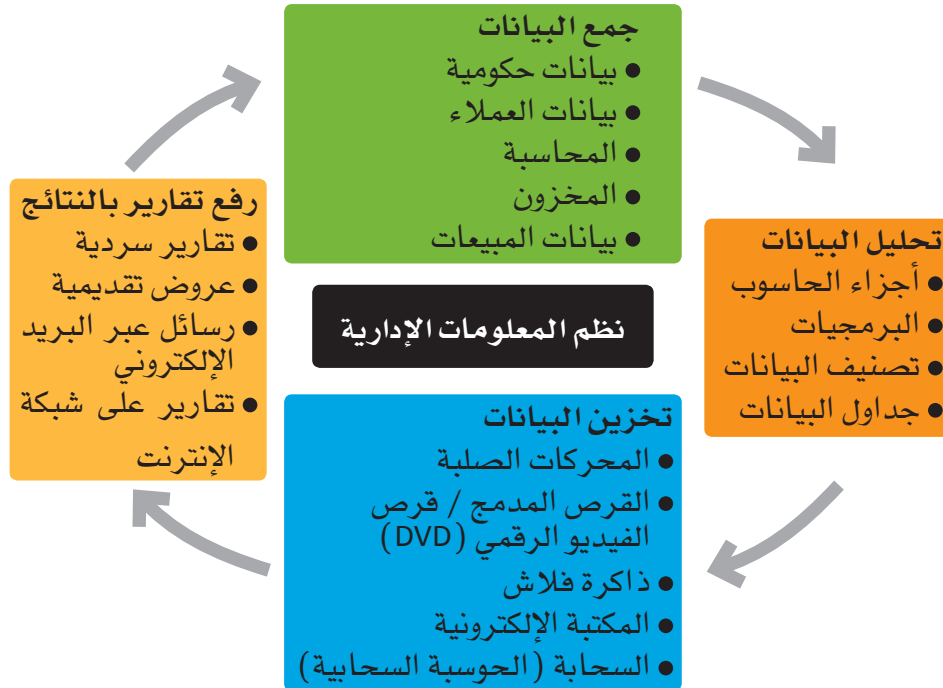 جمع البيانات
● بيانات حكومية
● بيانات العملاء
● المحاسبة
● المخزون
● بيانات المبيعات
تحليل البيانات
● أجزاء الحاسوب
● البرمجيات
● تصنيف البيانات
● جداول البيانات
نظم المعلومات الإدارية
تخزين البيانات
● المحركات الصلبة
● القرص المدمج / قرص
الفيديو الرقمي (DVD)
● ذاكرة فلاش
● المكتبة الإلكترونية
● السحابة (الحوسبة السحابية)
رفع تقارير بالنتائج
● تقارير سردية
● عروض تقديمية
● رسائل عبر البريد
الإلكتروني
● تقارير على شبكة
الإنترنت